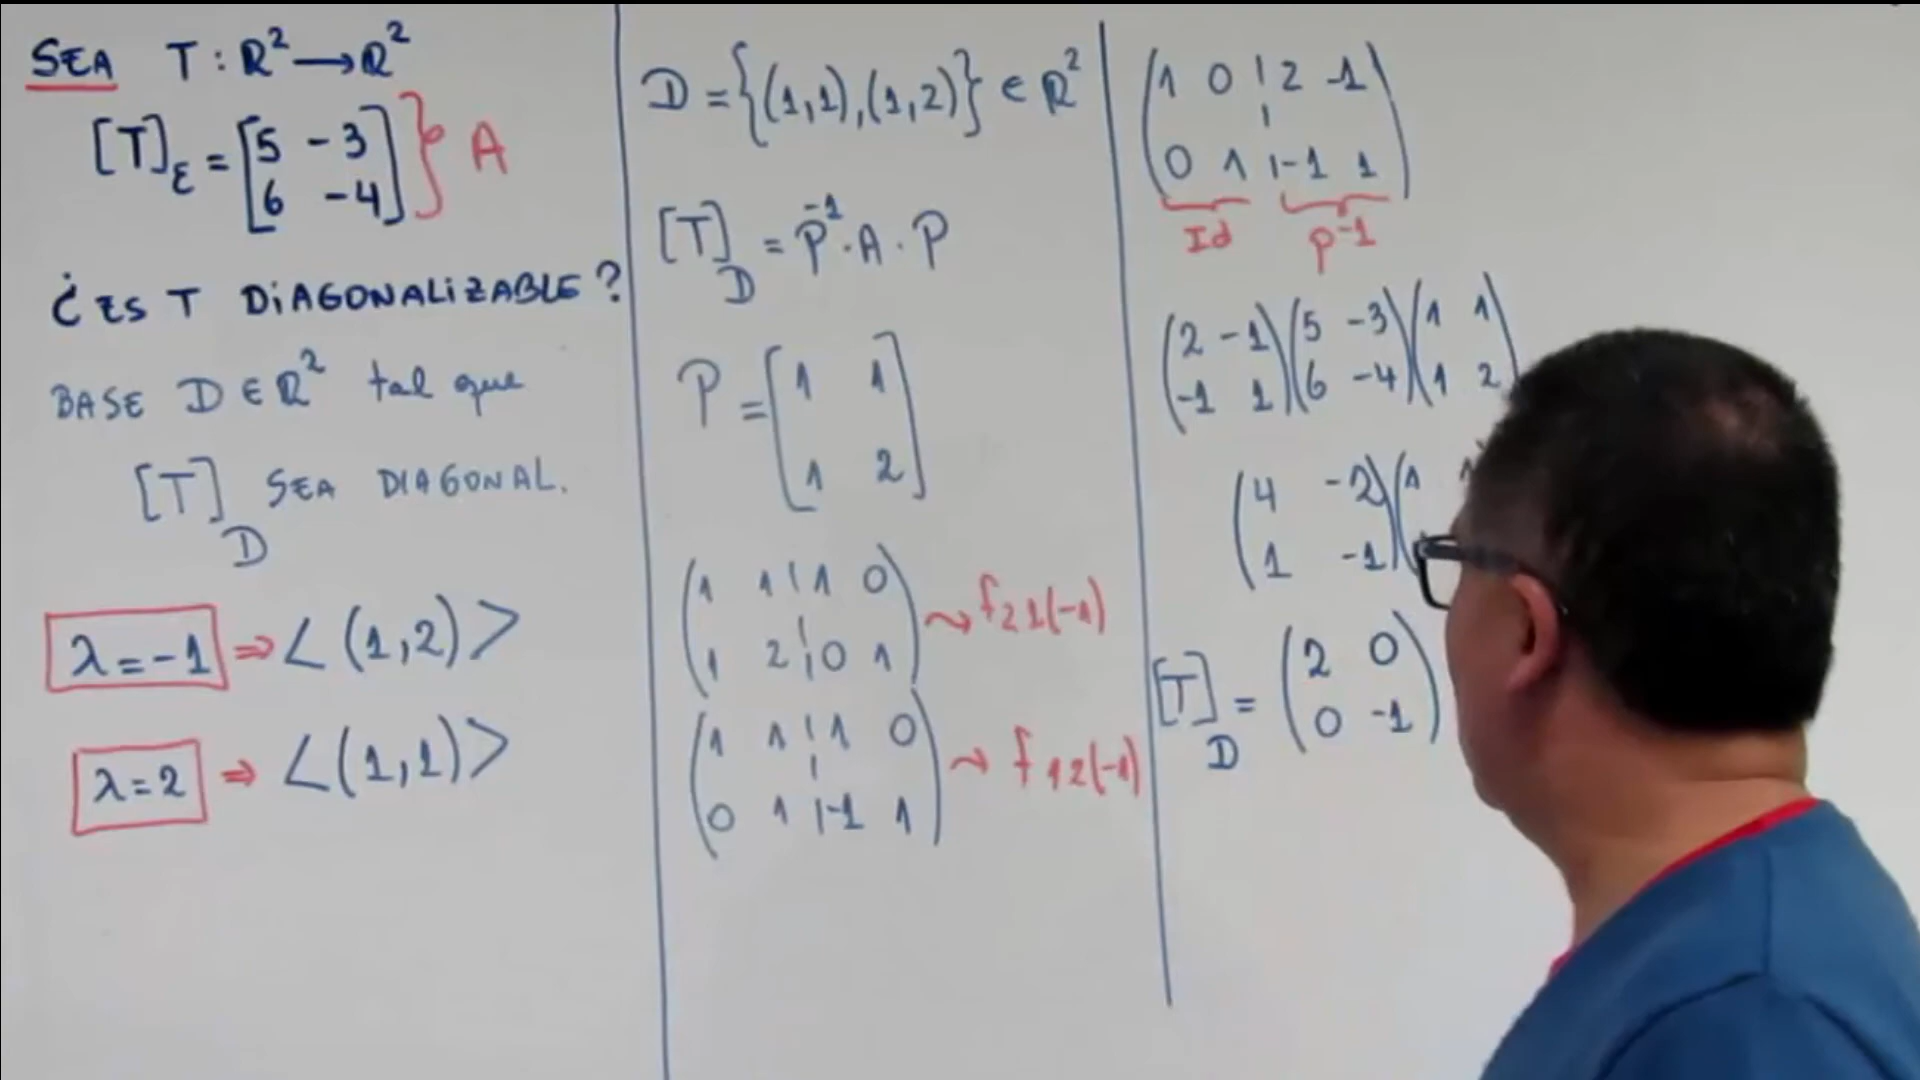 SEA T : ℝ² → ℝ²
[T]ε = [5 -3
6 -4] } A
¿ ES T DiAGONALiZABLE ?
BASE D ∈ ℝ² tal que
[T]D SEA DIAGONAL.
λ = -1 ⇒ < (1,2) >
λ = 2 ⇒ < (1,1) >
D = {(1,1),(1,2)} ∈ ℝ²
[T]D = P⁻¹ · A · P
P = [1 1
1 2]
(1 1 ¦ 1 0
1 2 ¦ 0 1) ⇝ f21(-1)
(1 1 ¦ 1 0
0 1 ¦ -1 1) ⇝ f12(-1)
(1 0 ¦ 2 -1
0 1 ¦ -1 1)
Id P⁻¹
(2 -1 (5 -3 (1 1
-1 1) 6 -4) 1 2
(4 -2 (1 1
1 -1)
[T]D = (2 0
0 -1)